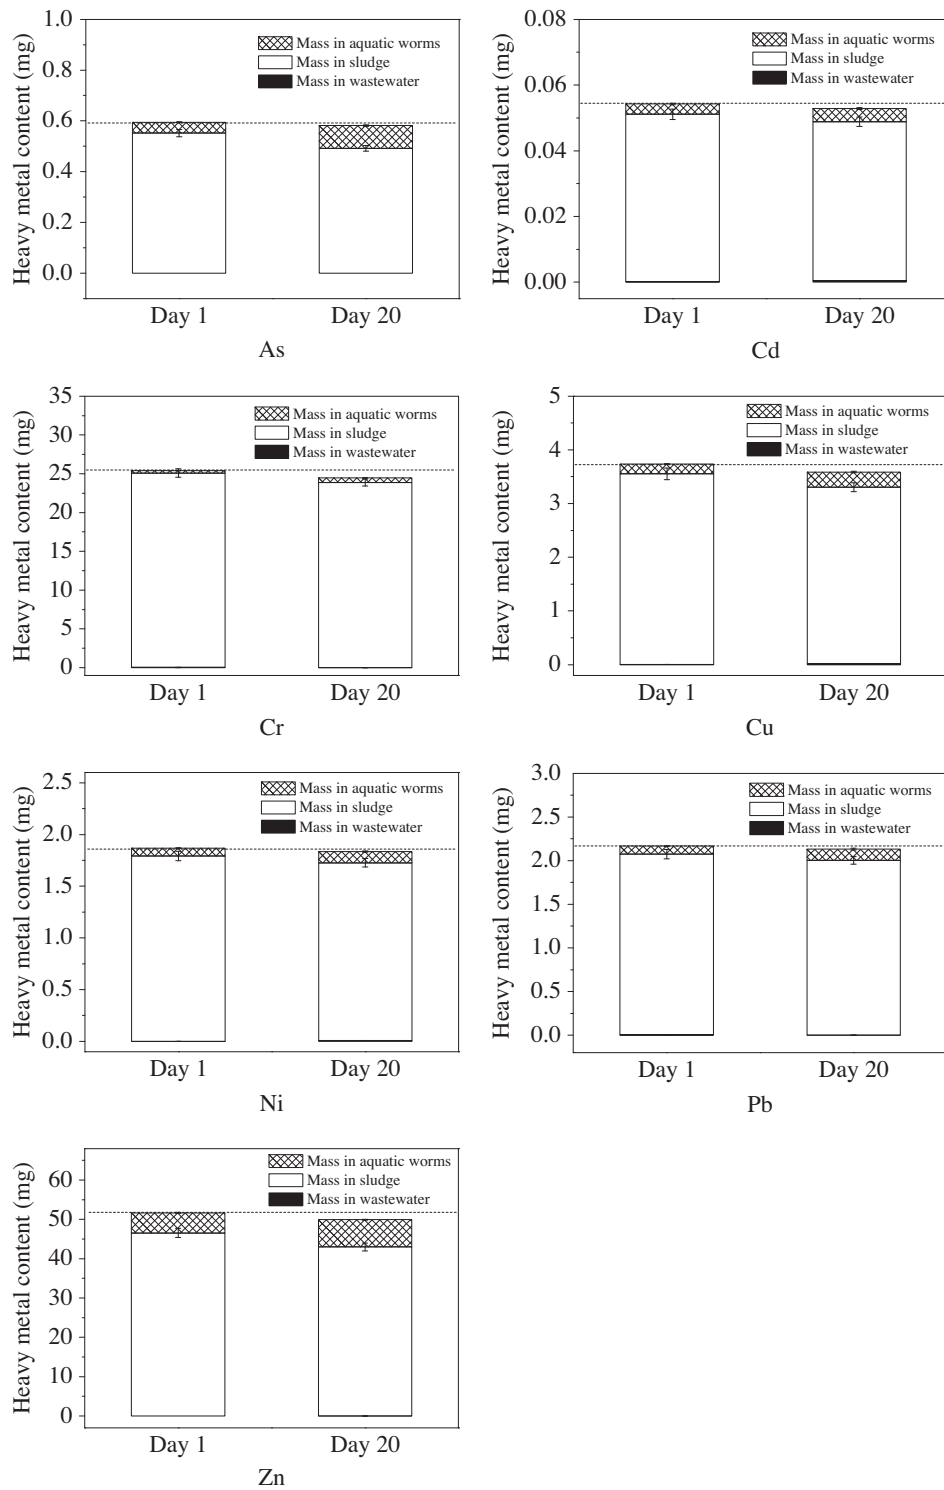 Heavy metal content (mg)
1.0
0.8
0.6
0.4
0.2
0.0
Mass in aquatic worms
Mass in sludge
Mass in wastewater
Day 1
Day 20
As
Heavy metal content (mg)
0.08
0.06
0.04
0.02
0.00
Mass in aquatic worms
Mass in sludge
Mass in wastewater
Day 1
Day 20
Cd
Heavy metal content (mg)
35
30
25
20
15
10
5
0
Mass in aquatic worms
Mass in sludge
Mass in wastewater
Day 1
Day 20
Cr
Heavy metal content (mg)
5
4
3
2
1
0
Mass in aquatic worms
Mass in sludge
Mass in wastewater
Day 1
Day 20
Cu
Heavy metal content (mg)
2.5
2.0
1.5
1.0
0.5
0.0
Mass in aquatic worms
Mass in sludge
Mass in wastewater
Day 1
Day 20
Ni
Heavy metal content (mg)
3.0
2.5
2.0
1.5
1.0
0.5
0.0
Mass in aquatic worms
Mass in sludge
Mass in wastewater
Day 1
Day 20
Pb
Heavy metal content (mg)
60
50
40
30
20
10
0
Mass in aquatic worms
Mass in sludge
Mass in wastewater
Day 1
Day 20
Zn